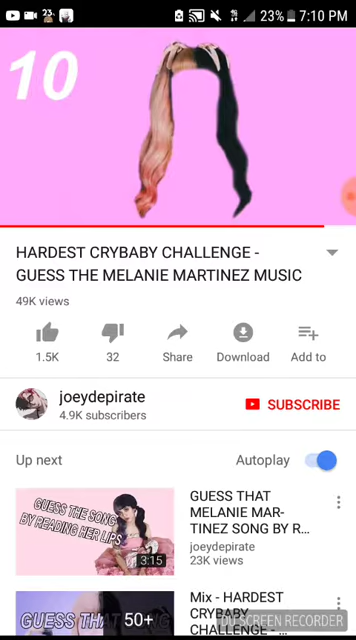 23%
23% 7:10 PM
10
HARDEST CRYBABY CHALLENGE -
GUESS THE MELANIE MARTINEZ MUSIC
49K views
1.5K
32
Share
Download
Add to
joeydepirate
4.9K subscribers
SUBSCRIBE
Up next
Autoplay
GUESS THE SONG
BY READING HER LIPS
3:15
GUESS THAT
MELANIE MAR-
TINEZ SONG BY R...
joeydepirate
23K views
GUESS THA
50+
Mix - HARDEST
CRYBABY
CHALLENGE - ...
DU SCREEN RECORDER